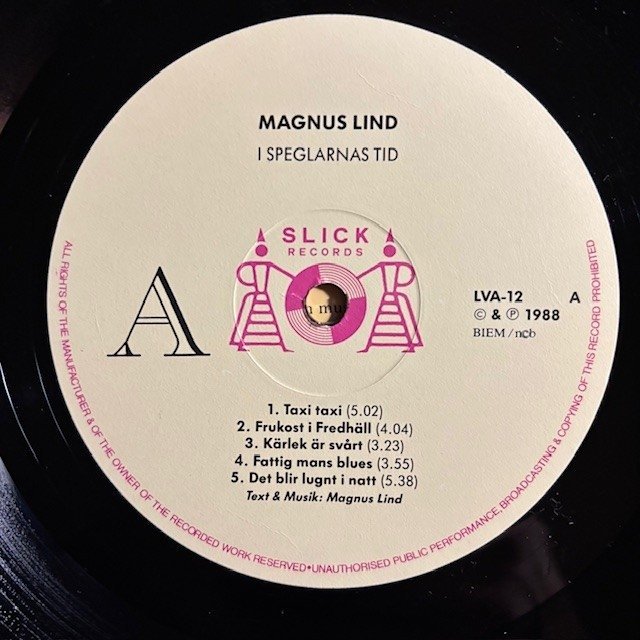 MAGNUS LIND
I SPEGLARNAS TID
SLICK
RECORDS
A
LVA-12 A
© & ℗ 1988
BIEM / ncb
1. Taxi taxi (5.02)
2. Frukost i Fredhäll (4.04)
3. Kärlek är svårt (3.23)
4. Fattig mans blues (3.55)
5. Det blir lugnt i natt (5.38)
Text & Musik: Magnus Lind
ALL RIGHTS OF THE MANUFACTURER & OF THE OWNER OF THE RECORDED WORK RESERVED•UNAUTHORISED PUBLIC PERFORMANCE, BROADCASTING & COPYING OF THIS RECORD PROHIBITED